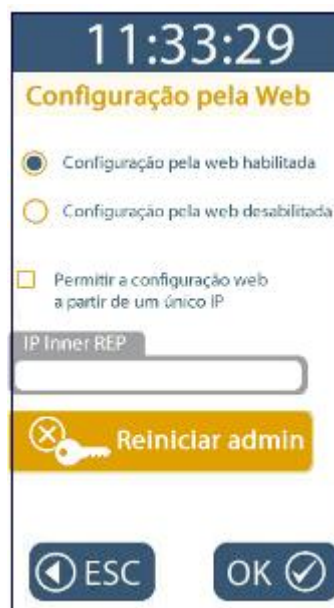 11:33:29
Configuração pela Web
Configuração pela web habilitada
Configuração pela web desabilitada
Permitir a configuração web
a partir de um único IP
IP Inner REP
Reiniciar admin
ESC
OK